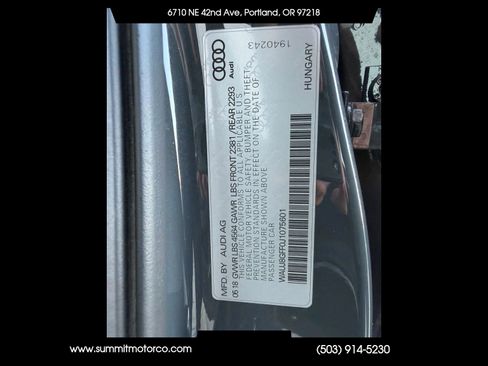 6710 NE 42nd Ave, Portland, OR 97218
1940243
Audi
HUNGARY
MFD. BY AUDI AG
05 18 GVWR LBS 4564 GAWR LBS FRONT 2381 / REAR 2293
THIS VEHICLE CONFORMS TO ALL APPLICABLE U.S.
FEDERAL MOTOR VEHICLE SAFETY, BUMPER AND THEFT
PREVENTION STANDARDS IN EFFECT ON THE DATE OF
MANUFACTURE SHOWN ABOVE
PASSENGER CAR
WAUJ8GFF0J1075601
www.summitmotorco.com
(503) 914-5230